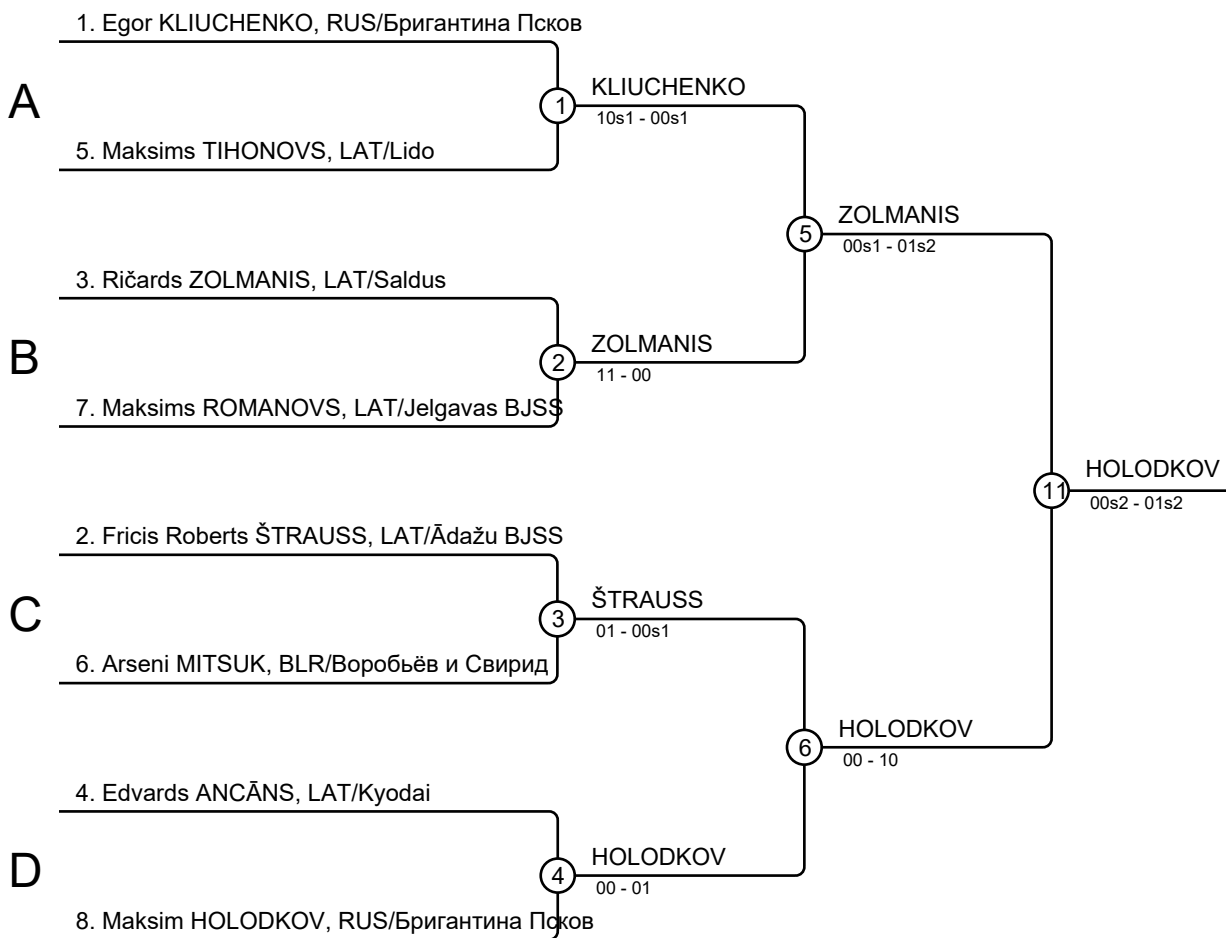 1. Egor KLIUCHENKO, RUS/Бригантина Псков
A
1
KLIUCHENKO
10s1 - 00s1
5. Maksims TIHONOVS, LAT/Lido
5
ZOLMANIS
00s1 - 01s2
3. Ričards ZOLMANIS, LAT/Saldus
B
2
ZOLMANIS
11 - 00
7. Maksims ROMANOVS, LAT/Jelgavas BJSS
11
HOLODKOV
00s2 - 01s2
2. Fricis Roberts ŠTRAUSS, LAT/Ādažu BJSS
C
3
ŠTRAUSS
01 - 00s1
6. Arseni MITSUK, BLR/Воробьёв и Свирид
6
HOLODKOV
00 - 10
4. Edvards ANCĀNS, LAT/Kyodai
D
4
HOLODKOV
00 - 01
8. Maksim HOLODKOV, RUS/Бригантина Псков